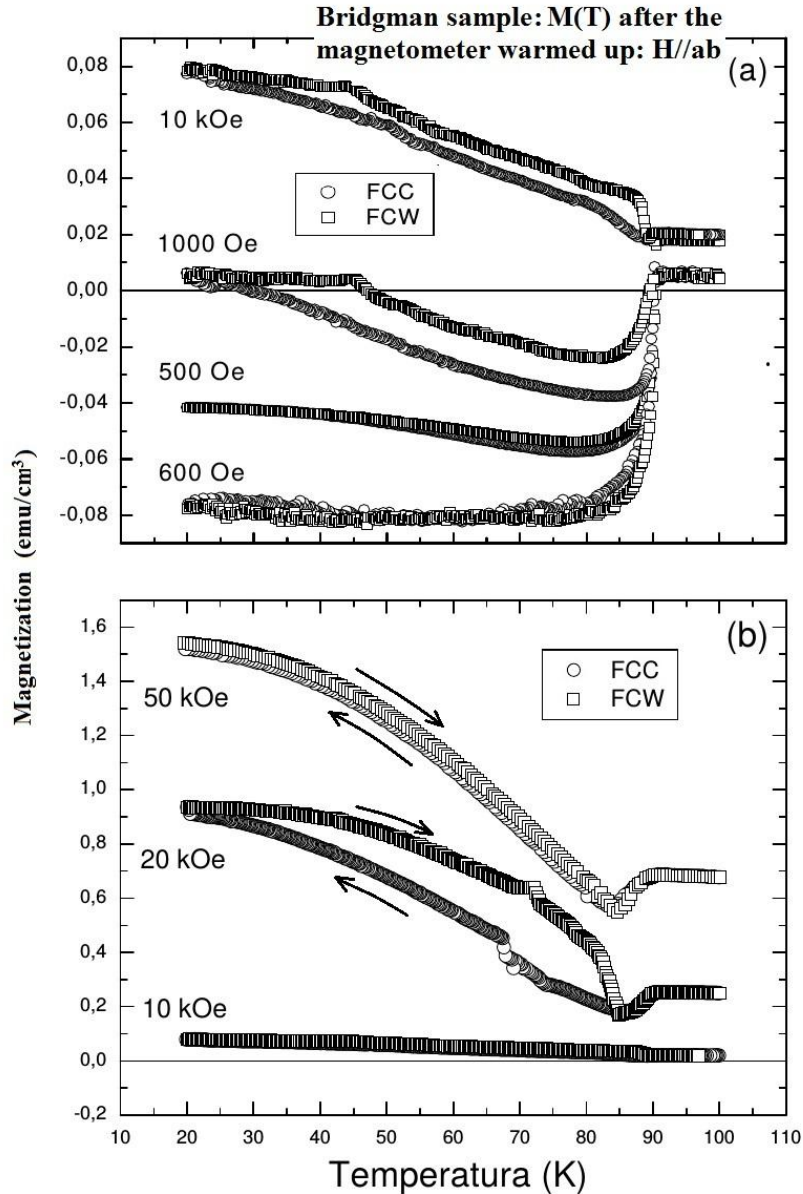 Bridgman sample: M(T) after the
magnetometer warmed up: H//ab
(a)
0,08
0,06
0,04
0,02
0,00
-0,02
-0,04
-0,06
-0,08
10 kOe
FCC
FCW
1000 Oe
500 Oe
600 Oe
Magnetization (emu/cm³)
(b)
1,6
1,4
1,2
1,0
0,8
0,6
0,4
0,2
0,0
-0,2
FCC
FCW
50 kOe
20 kOe
10 kOe
10 20 30 40 50 60 70 80 90 100 110
Temperatura (K)